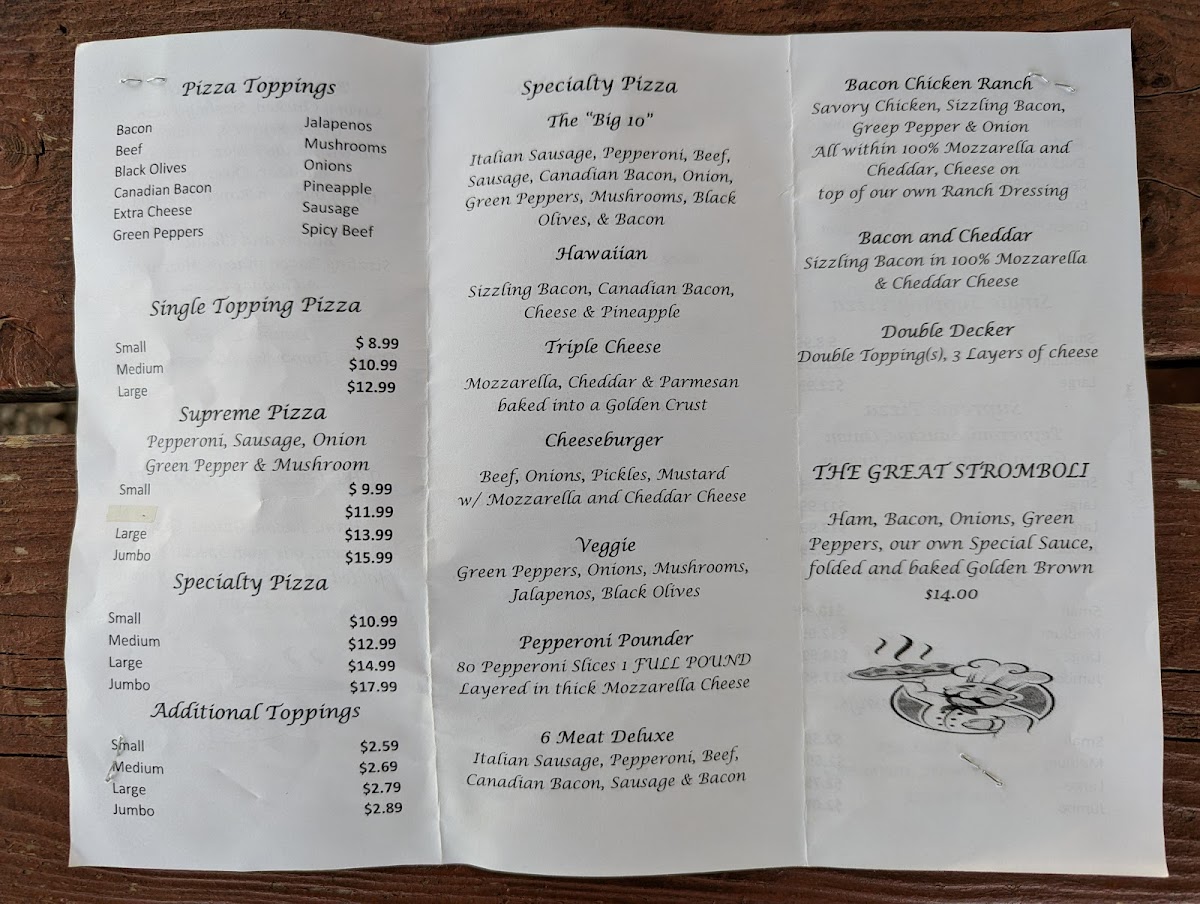 Pizza Toppings
Bacon
Beef
Black Olives
Canadian Bacon
Extra Cheese
Green Peppers
Jalapenos
Mushrooms
Onions
Pineapple
Sausage
Spicy Beef
Single Topping Pizza
Small $ 8.99
Medium $10.99
Large $12.99
Supreme Pizza
Pepperoni, Sausage, Onion
Green Pepper & Mushroom
Small $ 9.99
$11.99
Large $13.99
Jumbo $15.99
Specialty Pizza
Small $10.99
Medium $12.99
Large $14.99
Jumbo $17.99
Additional Toppings
Small $2.59
Medium $2.69
Large $2.79
Jumbo $2.89
Specialty Pizza
The "Big 10"
Italian Sausage, Pepperoni, Beef,
Sausage, Canadian Bacon, Onion,
Green Peppers, Mushrooms, Black
Olives, & Bacon
Hawaiian
Sizzling Bacon, Canadian Bacon,
Cheese & Pineapple
Triple Cheese
Mozzarella, Cheddar & Parmesan
baked into a Golden Crust
Cheeseburger
Beef, Onions, Pickles, Mustard
w/ Mozzarella and Cheddar Cheese
Veggie
Green Peppers, Onions, Mushrooms,
Jalapenos, Black Olives
Pepperoni Pounder
80 Pepperoni Slices 1 FULL POUND
Layered in thick Mozzarella Cheese
6 Meat Deluxe
Italian Sausage, Pepperoni, Beef,
Canadian Bacon, Sausage & Bacon
Bacon Chicken Ranch
Savory Chicken, Sizzling Bacon,
Greep Pepper & Onion
All within 100% Mozzarella and
Cheddar, Cheese on
top of our own Ranch Dressing
Bacon and Cheddar
Sizzling Bacon in 100% Mozzarella
& Cheddar Cheese
Double Decker
Double Topping(s), 3 Layers of cheese
THE GREAT STROMBOLI
Ham, Bacon, Onions, Green
Peppers, our own Special Sauce,
folded and baked Golden Brown
$14.00